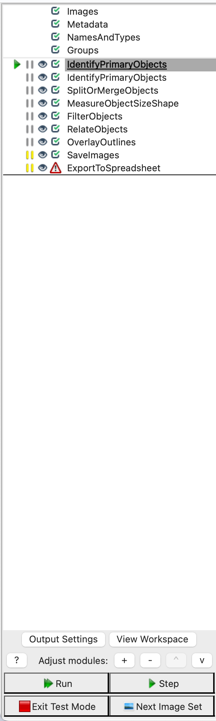 Images
Metadata
NamesAndTypes
Groups
IdentifyPrimaryObjects
IdentifyPrimaryObjects
SplitOrMergeObjects
MeasureObjectSizeShape
FilterObjects
RelateObjects
OverlayOutlines
SaveImages
ExportToSpreadsheet
Output Settings View Workspace
? Adjust modules: + - ^ v
Run Step
Exit Test Mode Next Image Set